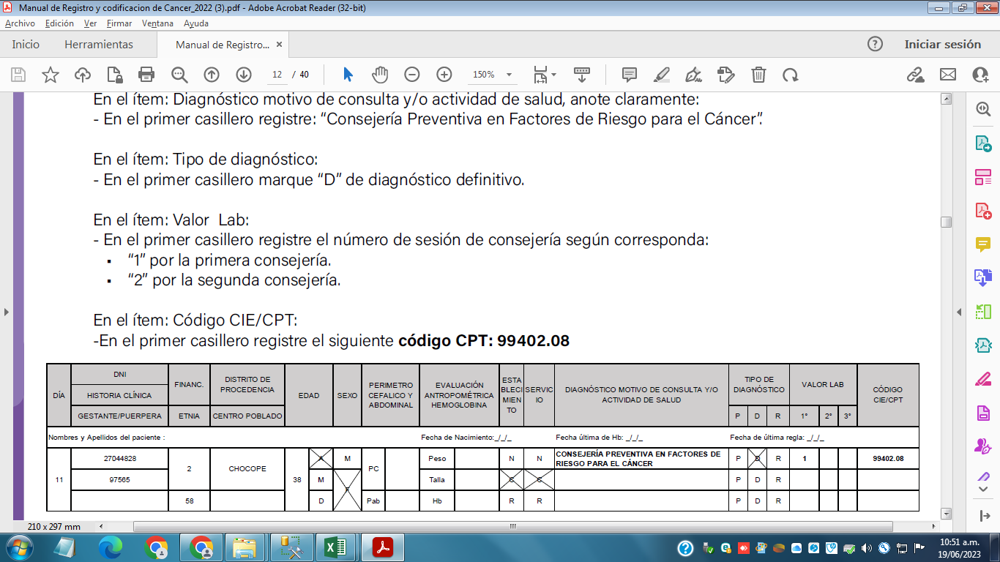 Manual de Registro y codificacion de Cancer_2022 (3).pdf - Adobe Acrobat Reader (32-bit)
Archivo Edición Ver Firmar Ventana Ayuda
Inicio Herramientas Manual de Registro... × ? Iniciar sesión
12 / 40 150%
En el ítem: Diagnóstico motivo de consulta y/o actividad de salud, anote claramente:
- En el primer casillero registre: “Consejería Preventiva en Factores de Riesgo para el Cáncer”.
En el ítem: Tipo de diagnóstico:
- En el primer casillero marque “D” de diagnóstico definitivo.
En el ítem: Valor Lab:
- En el primer casillero registre el número de sesión de consejería según corresponda:
▪ “1” por la primera consejería.
▪ “2” por la segunda consejería.
En el ítem: Código CIE/CPT:
-En el primer casillero registre el siguiente código CPT: 99402.08
DÍA
DNI
HISTORIA CLÍNICA
GESTANTE/PUERPERA
FINANC.
ETNIA
DISTRITO DE
PROCEDENCIA
CENTRO POBLADO
EDAD
SEXO
PERIMETRO
CEFALICO Y
ABDOMINAL
EVALUACIÓN
ANTROPOMÉTRICA
HEMOGLOBINA
ESTA
BLECI
MIEN
TO
SERVIC
IO
DIAGNÓSTICO MOTIVO DE CONSULTA Y/O
ACTIVIDAD DE SALUD
TIPO DE
DIAGNÓSTICO
P D R
VALOR LAB
1° 2° 3°
CÓDIGO
CIE/CPT
Nombres y Apellidos del paciente : Fecha de Nacimiento:_/_/_ Fecha última de Hb: _/_/_ Fecha de última regla: _/_/_
11
27044828
97565
2
58
CHOCOPE
38
A
M
D
M
F
PC
Pab
Peso
Talla
Hb
N
C
R
N
C
R
CONSEJERÍA PREVENTIVA EN FACTORES DE
RIESGO PARA EL CÁNCER
P D R 1 99402.08
P D R
P D R
210 x 297 mm
10:51 a.m.
19/06/2023